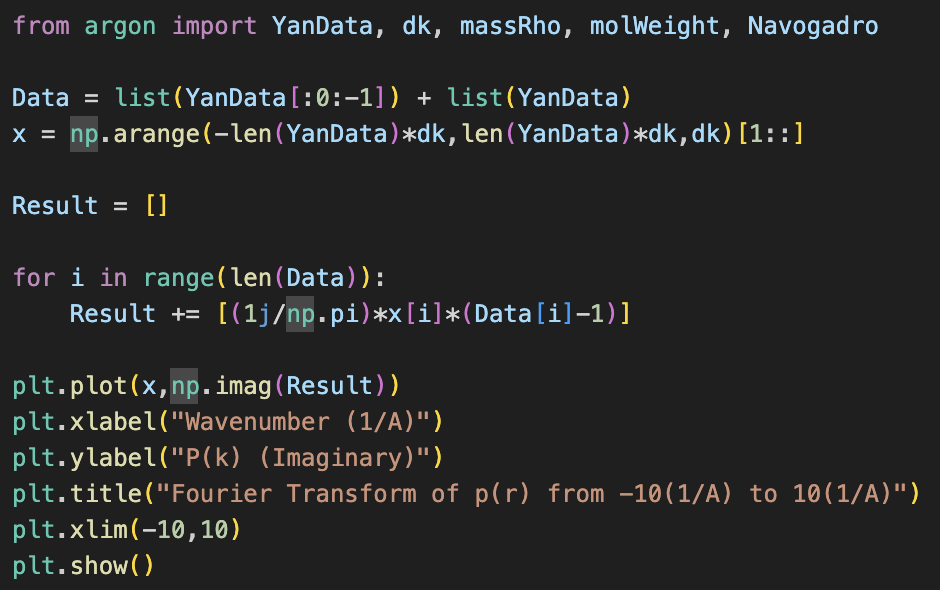 from argon import YanData, dk, massRho, molWeight, Navogadro
Data = list(YanData[:0:-1]) + list(YanData)
x = np.arange(-len(YanData)*dk,len(YanData)*dk,dk)[1::]
Result = []
for i in range(len(Data)):
    Result += [(1j/np.pi)*x[i]*(Data[i]-1)]
plt.plot(x,np.imag(Result))
plt.xlabel("Wavenumber (1/A)")
plt.ylabel("P(k) (Imaginary)")
plt.title("Fourier Transform of p(r) from -10(1/A) to 10(1/A)")
plt.xlim(-10,10)
plt.show()